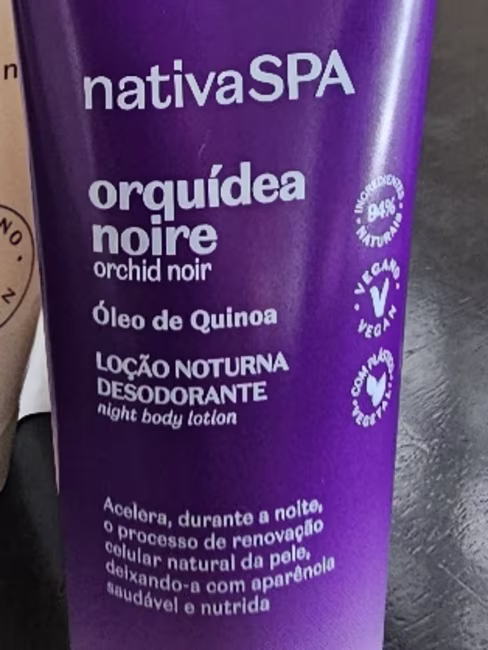 nativaSPA
orquídea
noire
orchid noir
Óleo de Quinoa
LOÇÃO NOTURNA
DESODORANTE
night body lotion
Acelera, durante a noite,
o processo de renovação
celular natural da pele,
deixando-a com aparência
saudável e nutrida
INGREDIENTES
94%
NATURAIS
VEGANO
V
VEGAN
COM PLÁSTICO
VEGETAL
n
NO.